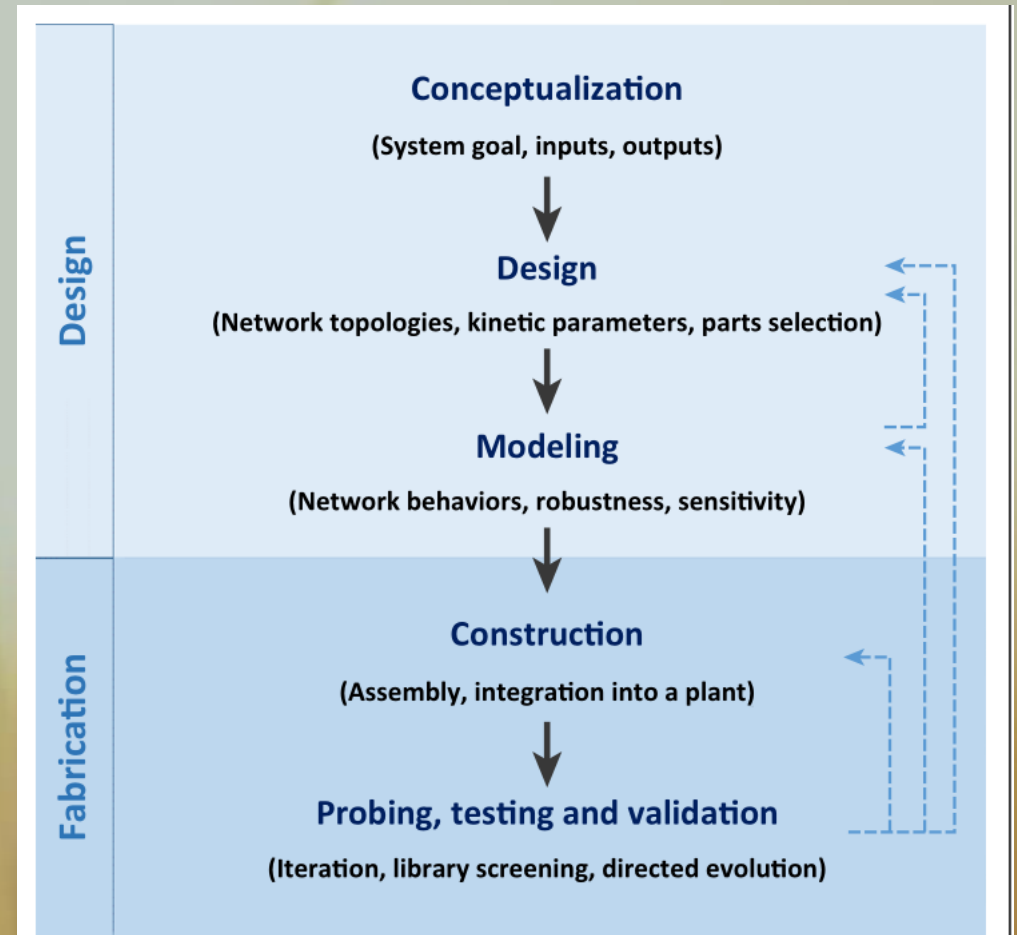 Design
Conceptualization
(System goal, inputs, outputs)
Design
(Network topologies, kinetic parameters, parts selection)
Modeling
(Network behaviors, robustness, sensitivity)
Fabrication
Construction
(Assembly, integration into a plant)
Probing, testing and validation
(Iteration, library screening, directed evolution)